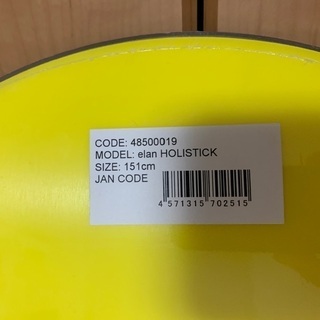 CODE: 48500019
MODEL: elan HOLISTICK
SIZE: 151cm
JAN CODE
4 571315 702515